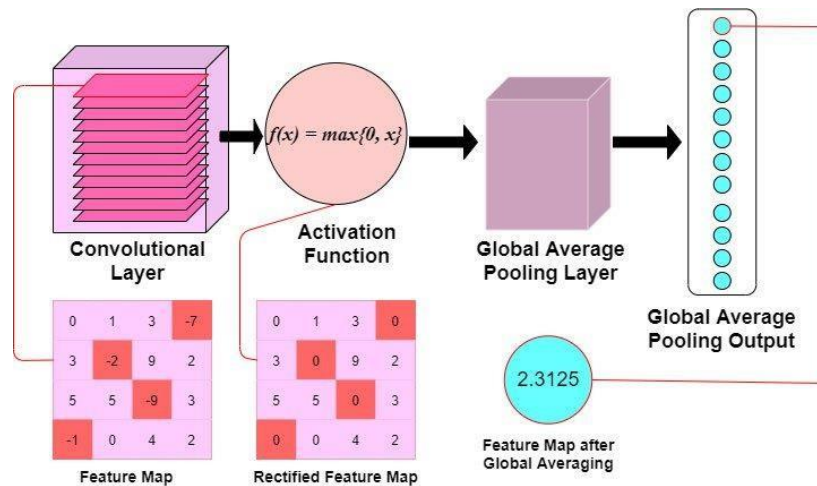 f(x) = max{0, x}
Convolutional
Layer
Activation
Function
Global Average
Pooling Layer
Global Average
Pooling Output
0 1 3 -7
3 -2 9 2
5 5 -9 3
-1 0 4 2
Feature Map
0 1 3 0
3 0 9 2
5 5 0 3
0 0 4 2
Rectified Feature Map
2.3125
Feature Map after
Global Averaging